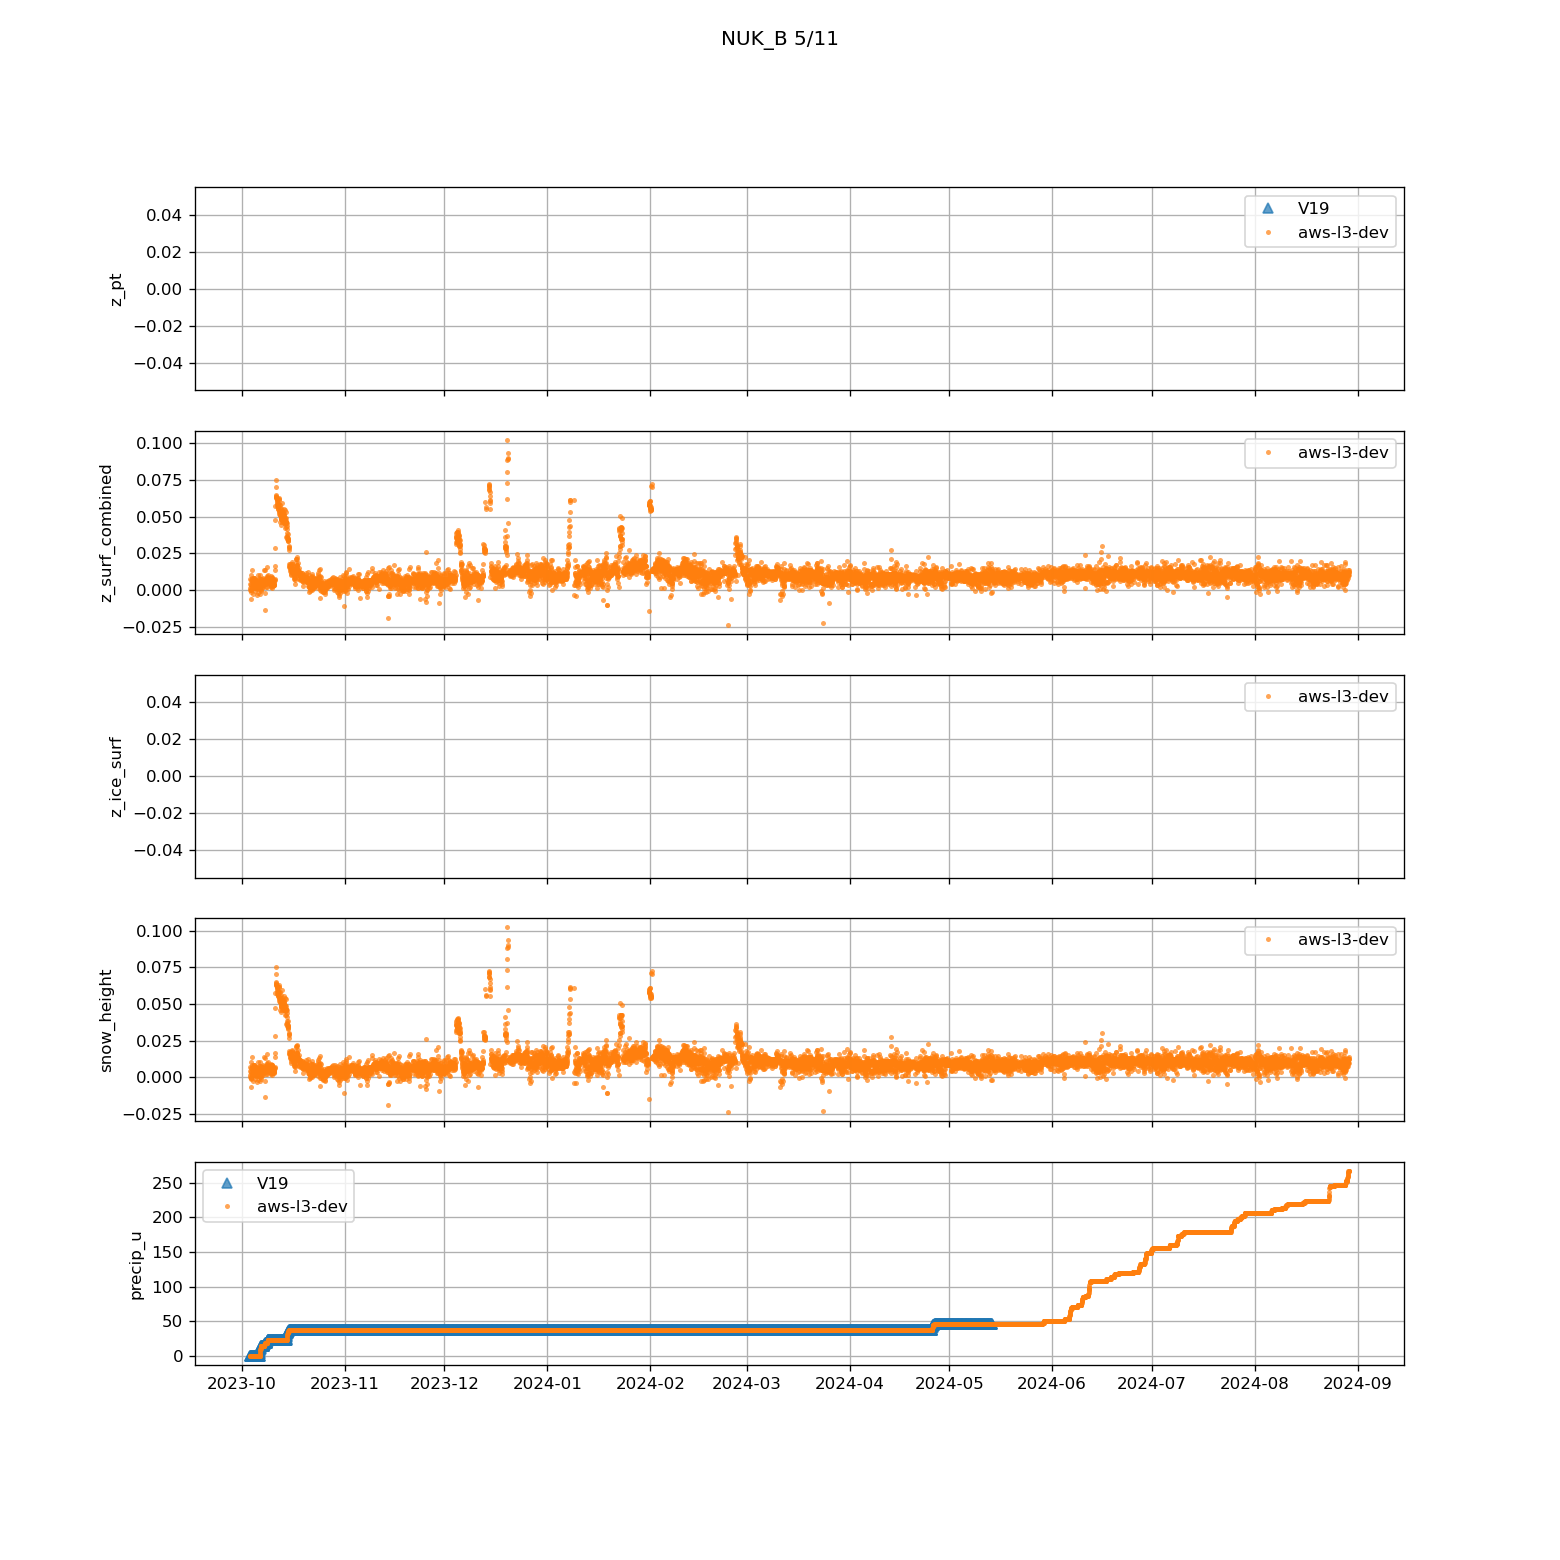 NUK_B 5/11
z_pt
0.04
0.02
0.00
−0.02
−0.04
V19
aws-l3-dev
z_surf_combined
0.100
0.075
0.050
0.025
0.000
−0.025
aws-l3-dev
z_ice_surf
0.04
0.02
0.00
−0.02
−0.04
aws-l3-dev
snow_height
0.100
0.075
0.050
0.025
0.000
−0.025
aws-l3-dev
precip_u
250
200
150
100
50
0
V19
aws-l3-dev
2023-10 2023-11 2023-12 2024-01 2024-02 2024-03 2024-04 2024-05 2024-06 2024-07 2024-08 2024-09